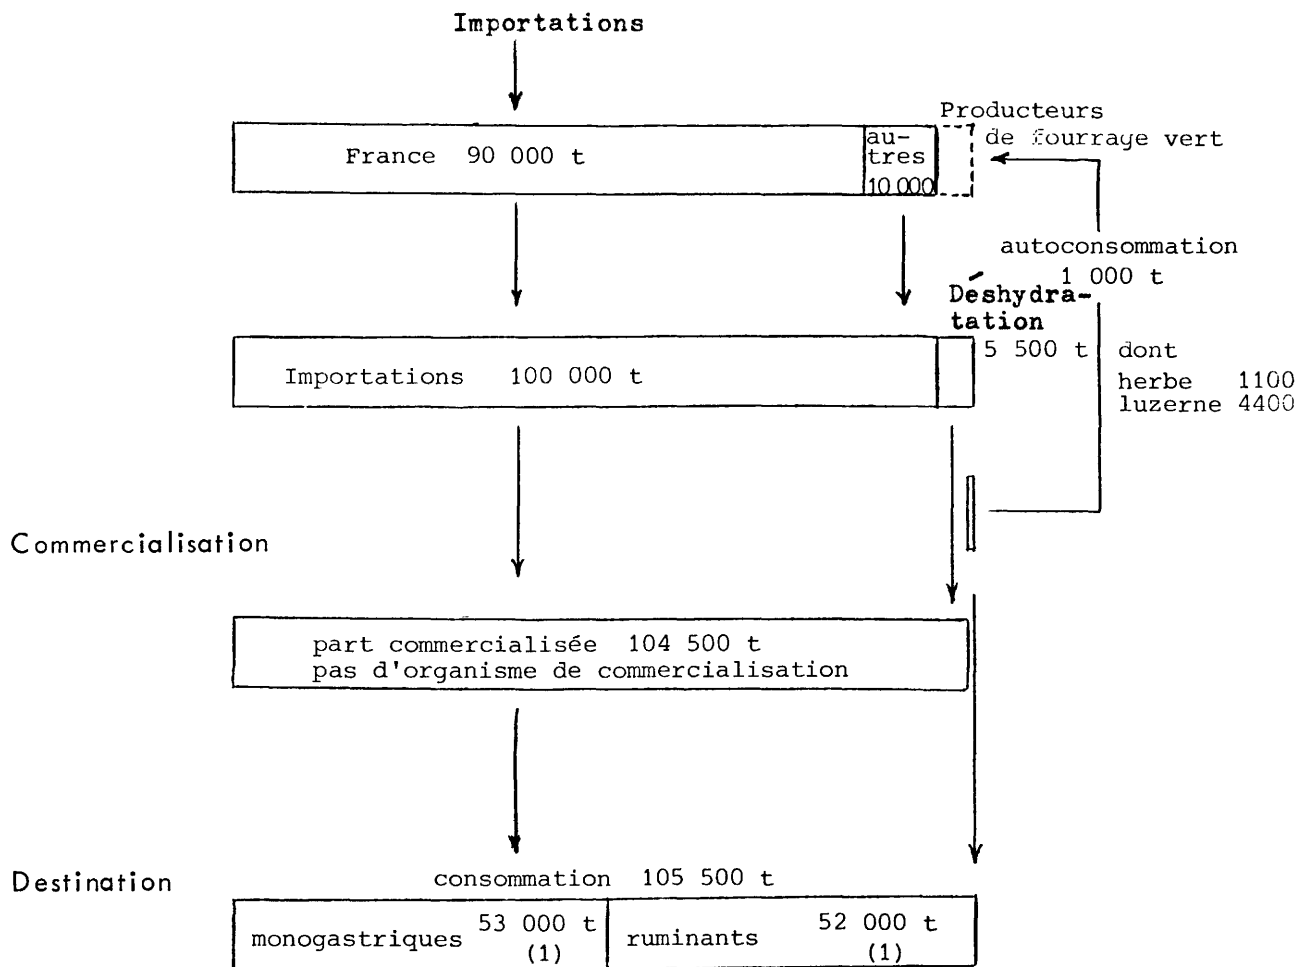 Importations
Producteurs
de fourrage vert
France 90 000 t
au-
tres
10 000
autoconsommation
1 000 t
Déshydra-
tation
5 500 t dont
herbe 1100
luzerne 4400
Importations 100 000 t
Commercialisation
part commercialisée 104 500 t
pas d'organisme de commercialisation
Destination
consommation 105 500 t
monogastriques 53 000 t
(1)
ruminants 52 000 t
(1)